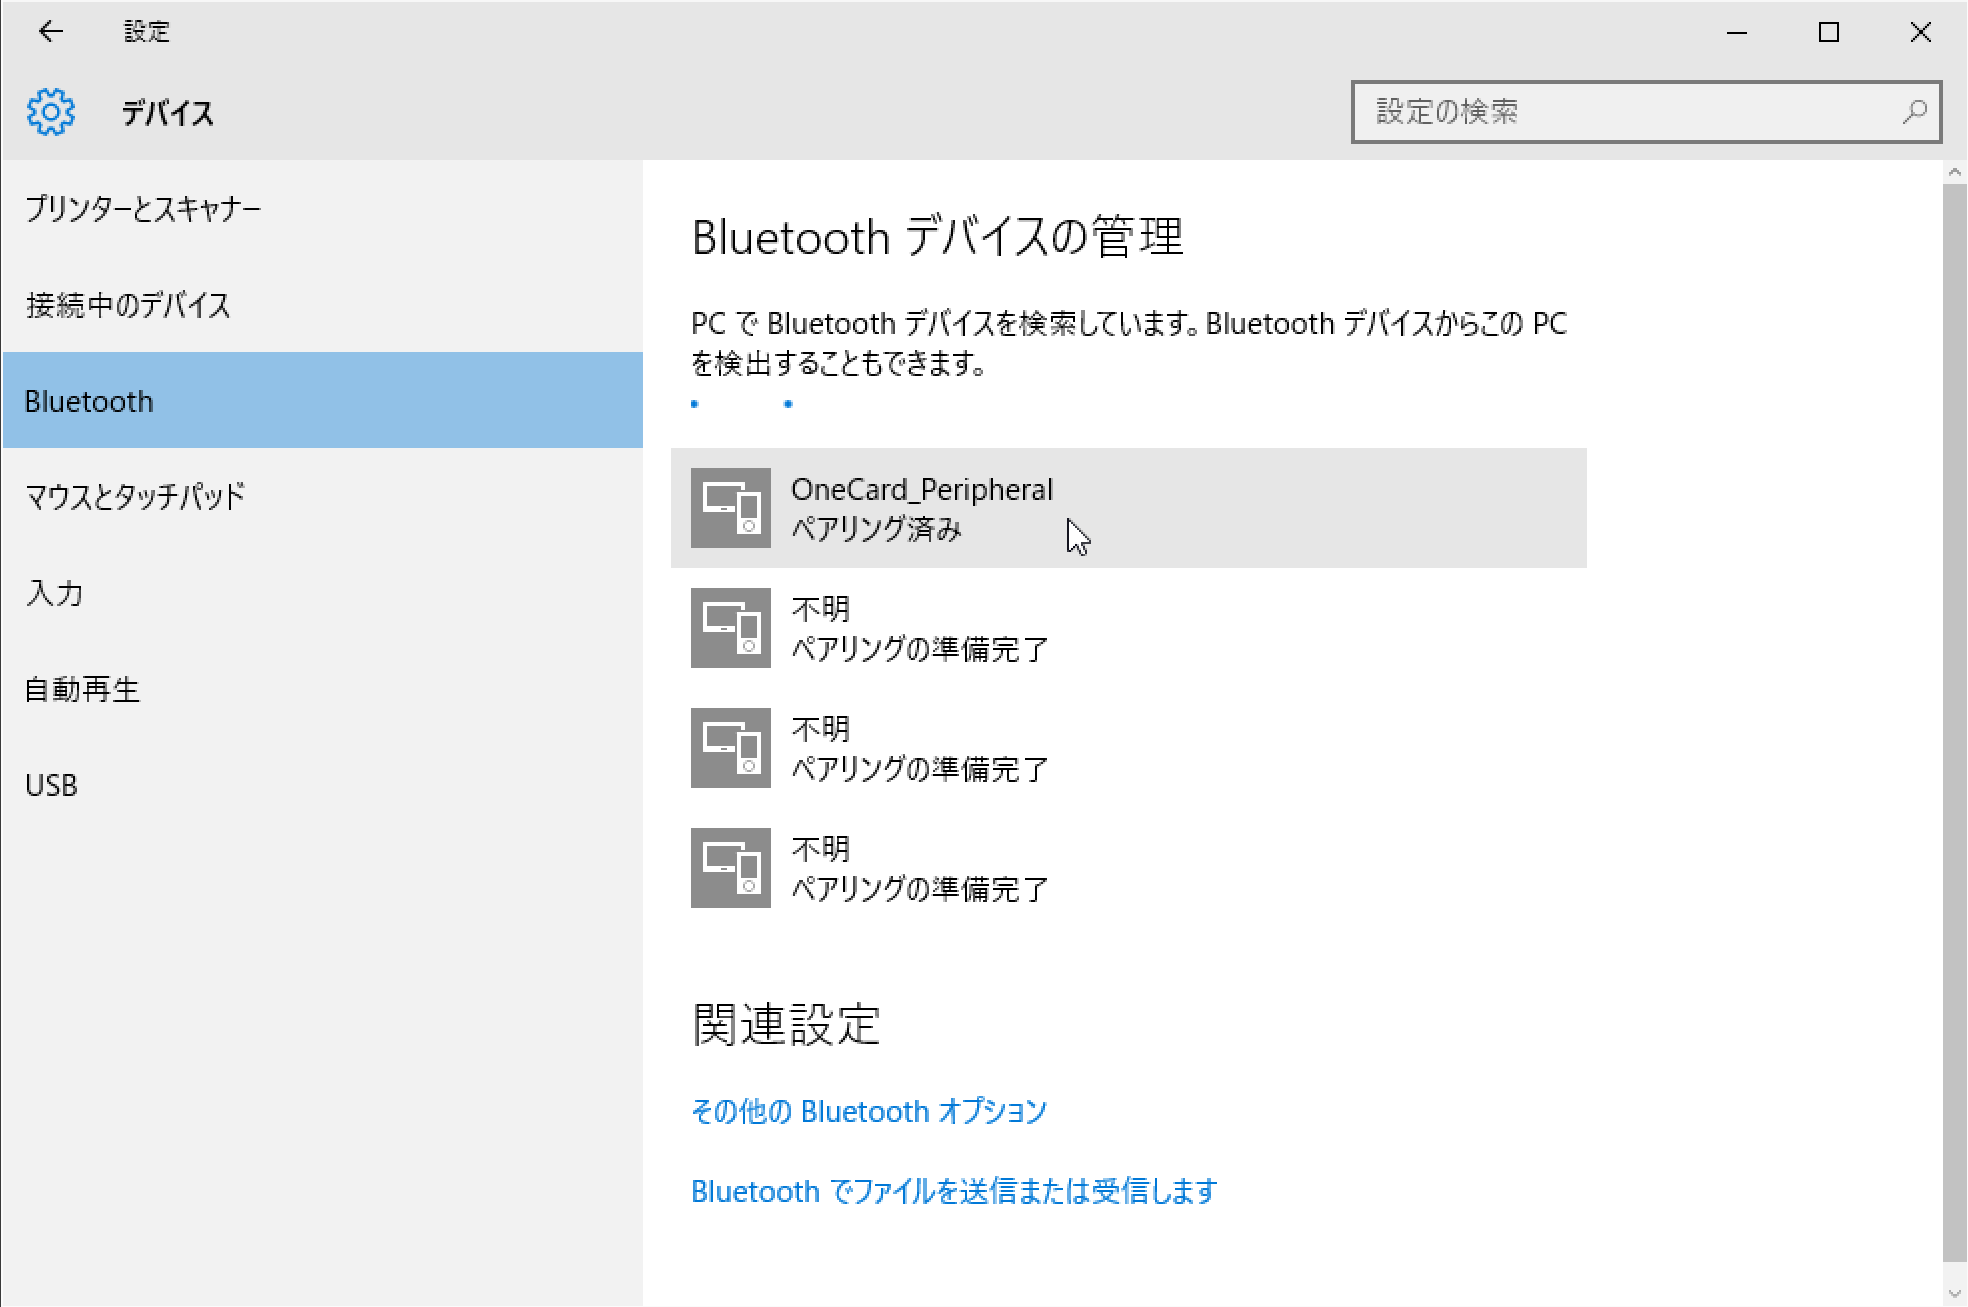 設定
デバイス
設定の検索
プリンターとスキャナー
接続中のデバイス
Bluetooth
マウスとタッチパッド
入力
自動再生
USB
Bluetooth デバイスの管理
PC で Bluetooth デバイスを検索しています。Bluetooth デバイスからこの PC
を検出することもできます。
OneCard_Peripheral
ペアリング済み
不明
ペアリングの準備完了
不明
ペアリングの準備完了
不明
ペアリングの準備完了
関連設定
その他の Bluetooth オプション
Bluetooth でファイルを送信または受信します